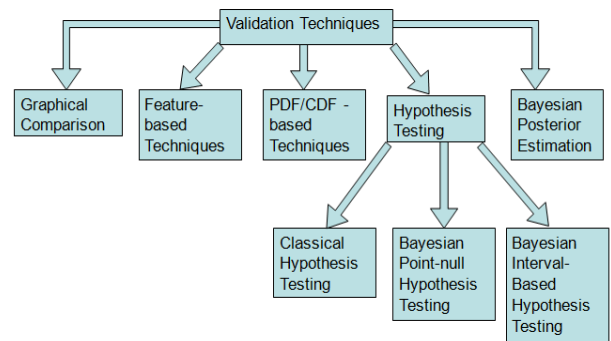 Validation Techniques
Graphical
Comparison
Feature-
based
Techniques
PDF/CDF -
based
Techniques
Hypothesis
Testing
Bayesian
Posterior
Estimation
Classical
Hypothesis
Testing
Bayesian
Point-null
Hypothesis
Testing
Bayesian
Interval-
Based
Hypothesis
Testing